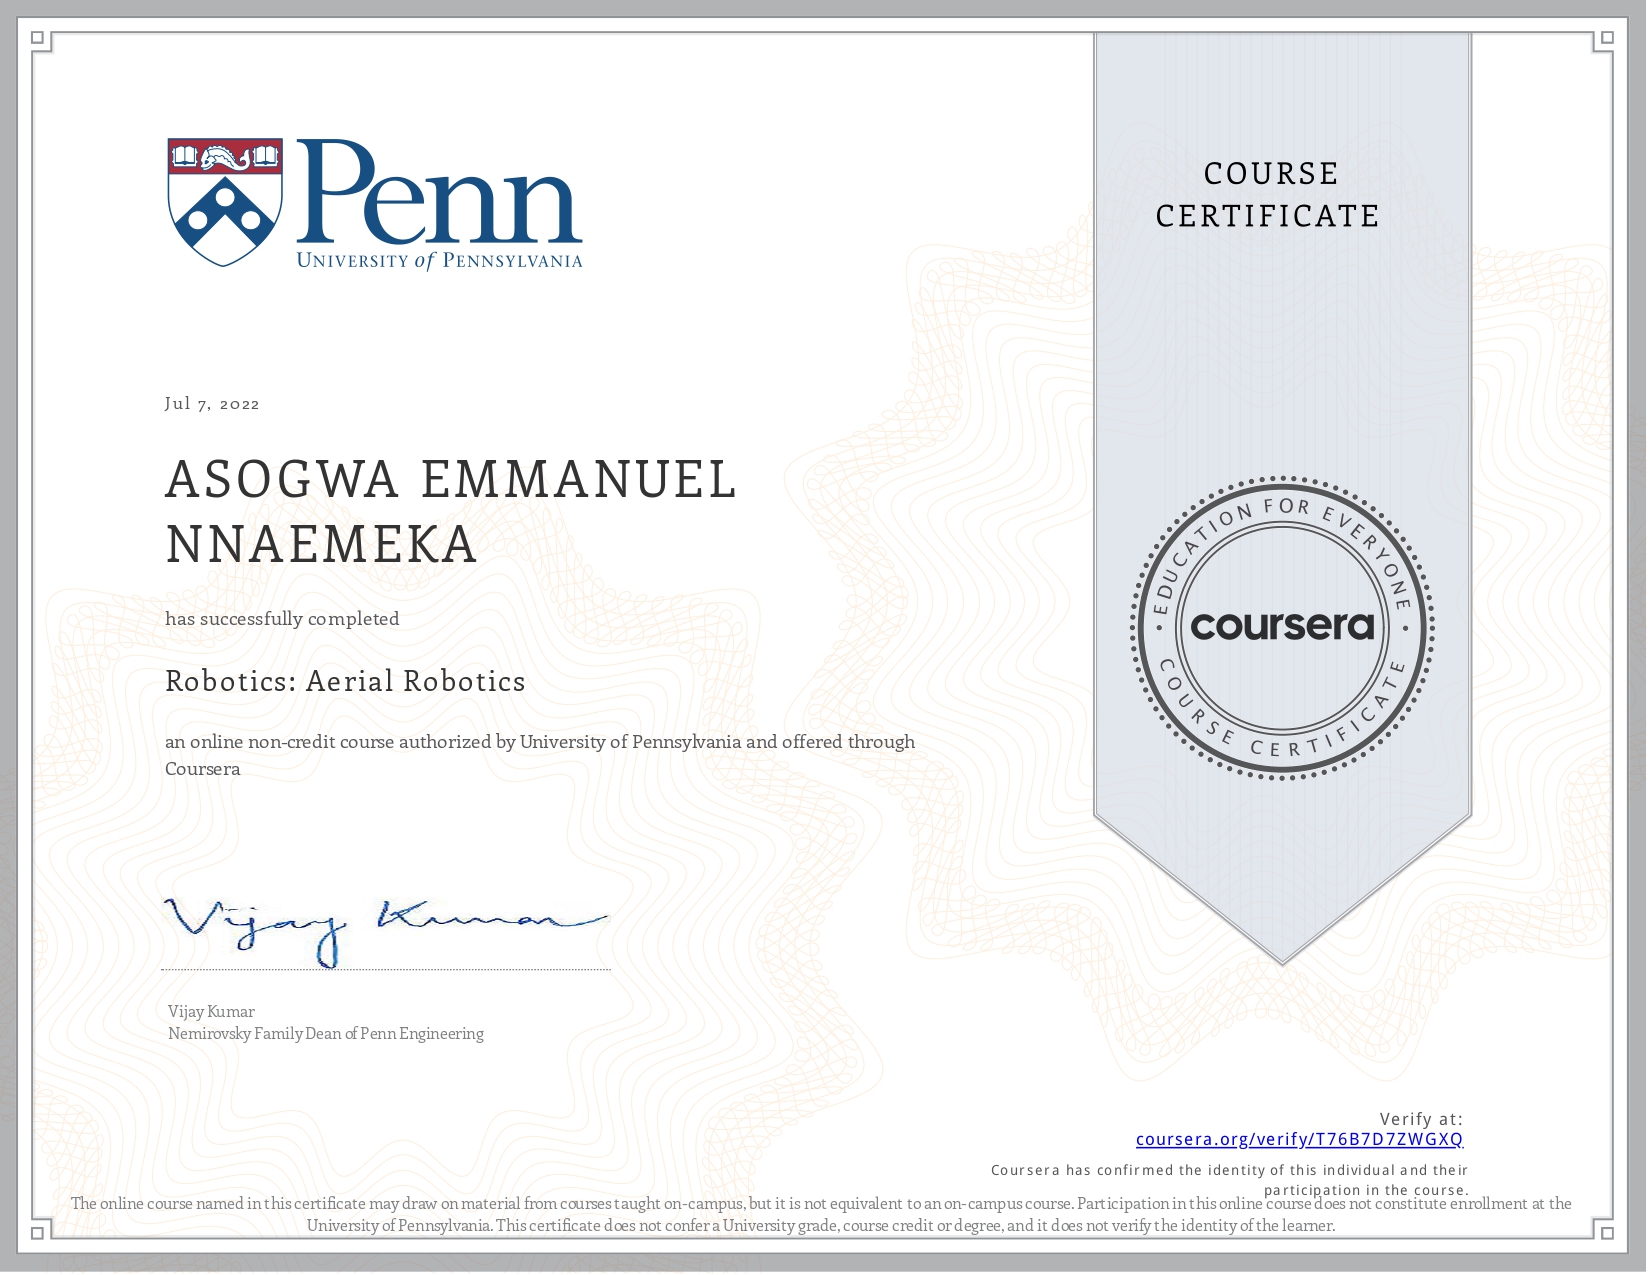 Penn
UNIVERSITY of PENNSYLVANIA
COURSE
CERTIFICATE
Jul 7, 2022
ASOGWA EMMANUEL
NNAEMEKA
has successfully completed
Robotics: Aerial Robotics
an online non-credit course authorized by University of Pennsylvania and offered through
Coursera
EDUCATION FOR EVERYONE
coursera
COURSE CERTIFICATE
Vijay Kumar
Vijay Kumar
Nemirovsky Family Dean of Penn Engineering
Verify at:
coursera.org/verify/T76B7D7ZWGXQ
Coursera has confirmed the identity of this individual and their
participation in the course.
The online course named in this certificate may draw on material from courses taught on-campus, but it is not equivalent to an on-campus course. Participation in this online course does not constitute enrollment at the
University of Pennsylvania. This certificate does not confer a University grade, course credit or degree, and it does not verify the identity of the learner.